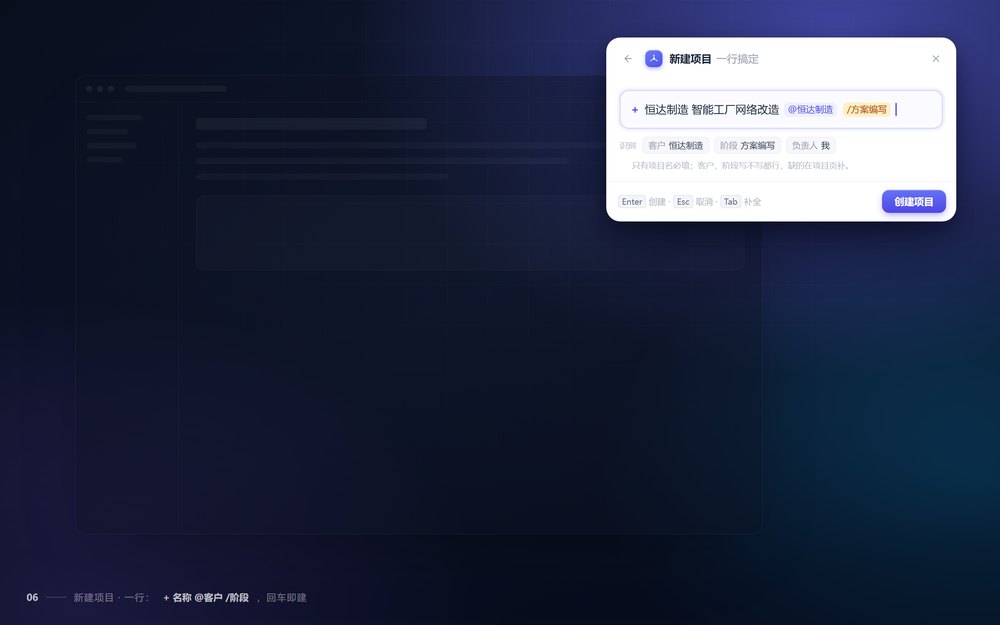 新建项目 一行搞定
+ 恒达制造 智能工厂网络改造 @恒达制造 /方案编写
识别 客户 恒达制造 阶段 方案编写 负责人 我
只有项目名必填；客户、阶段写不写都行，缺的在项目页补。
Enter 创建 · Esc 取消 · Tab 补全
创建项目
06 —— 新建项目 · 一行： + 名称 @客户 /阶段 ，回车即建